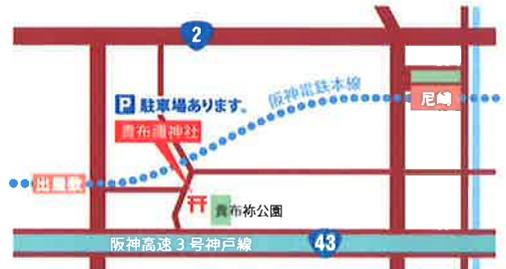 2
阪神電鉄本線
P 駐車場あります。
尼崎
貴布禰神社
出屋敷
貴布祢公園
阪神高速3号神戸線
43